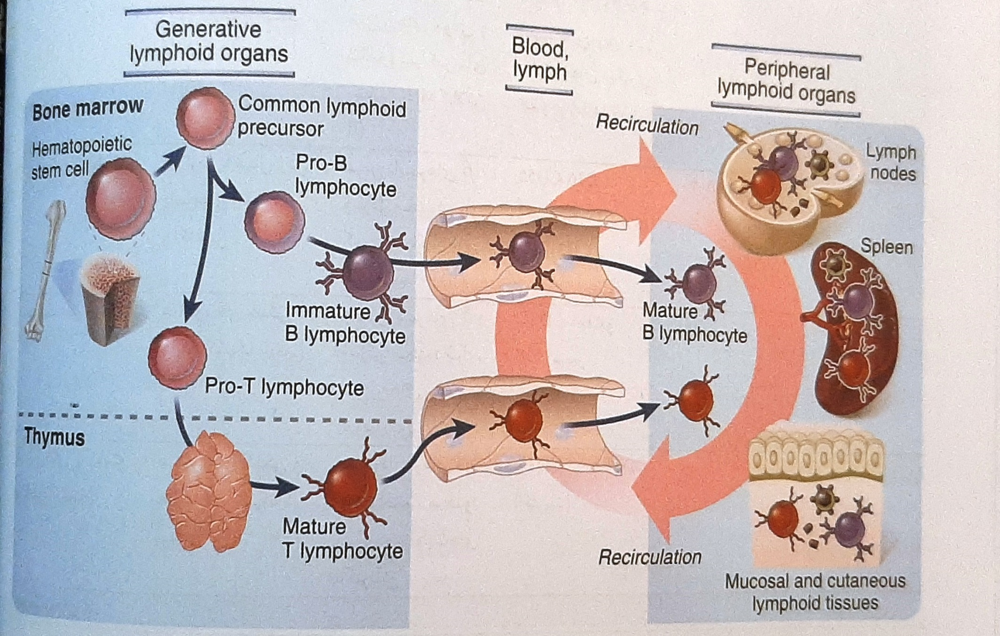 Generative
lymphoid organs
Blood,
lymph
Peripheral
lymphoid organs
Bone marrow
Common lymphoid
precursor
Hematopoietic
stem cell
Pro-B
lymphocyte
Recirculation
Lymph
nodes
Spleen
Immature
B lymphocyte
Mature
B lymphocyte
Pro-T lymphocyte
Thymus
Mature
T lymphocyte
Recirculation
Mucosal and cutaneous
lymphoid tissues